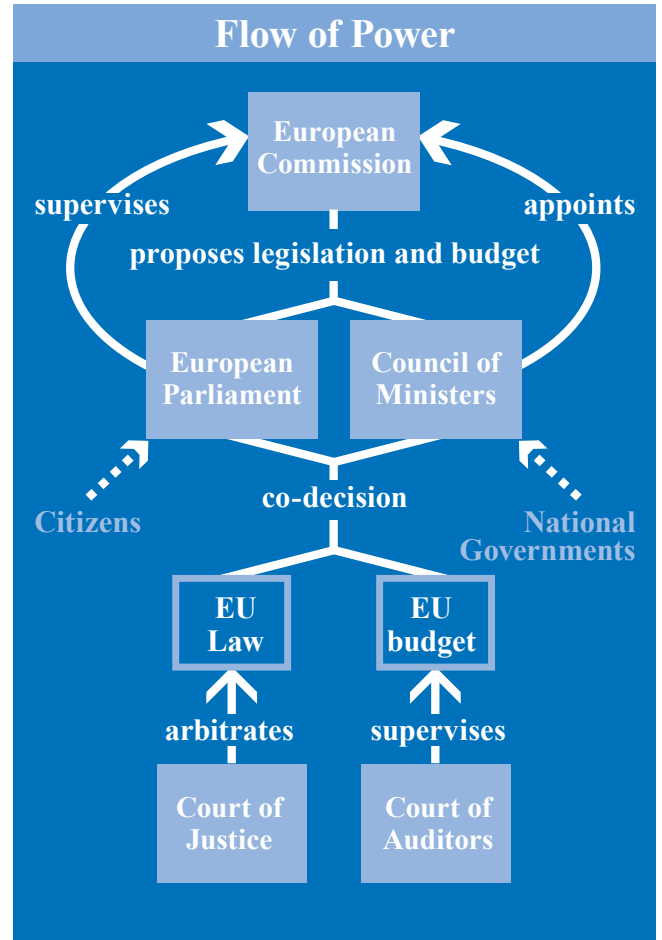 Flow of Power
European
Commission
supervises
appoints
proposes legislation and budget
European
Parliament
Council of
Ministers
co-decision
Citizens
National
Governments
EU
Law
EU
budget
arbitrates
supervises
Court of
Justice
Court of
Auditors